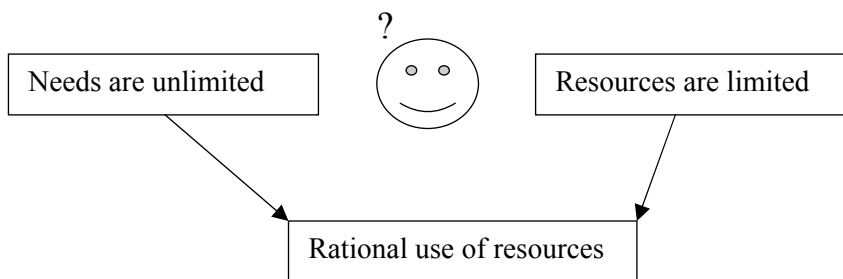 ?
Needs are unlimited
Resources are limited
Rational use of resources